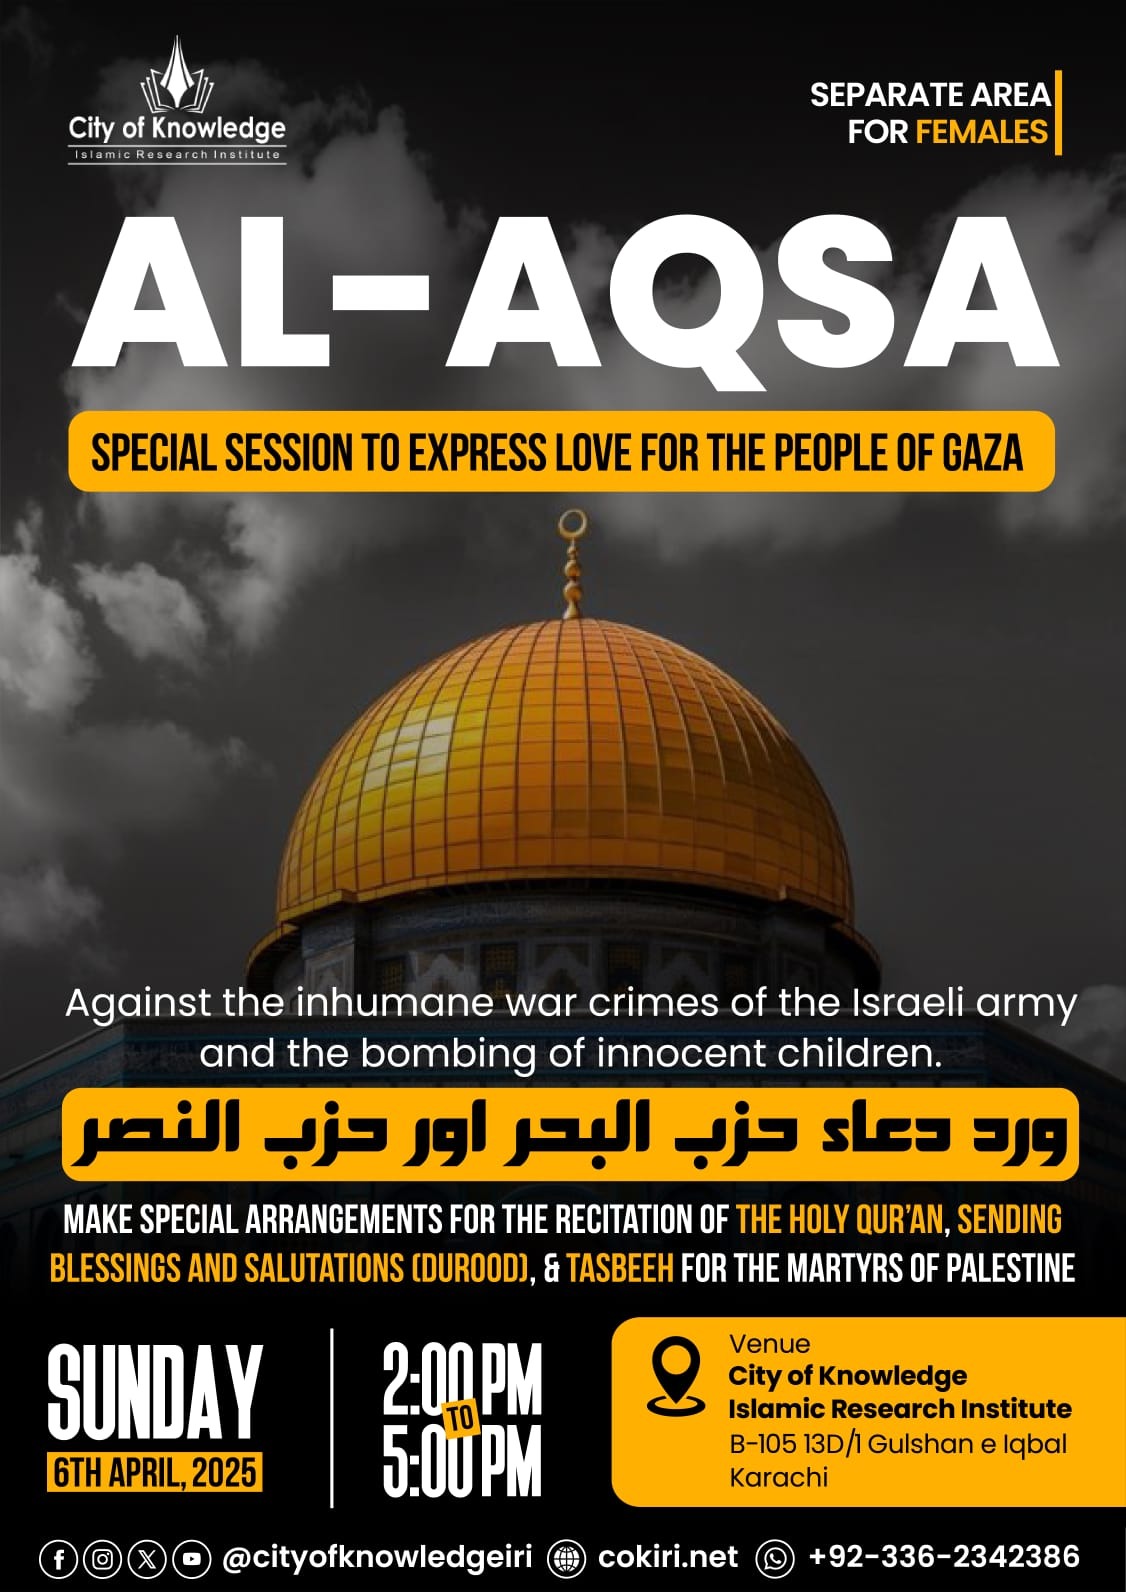 City of Knowledge
Islamic Research Institute
SEPARATE AREA
FOR FEMALES
AL-AQSA
SPECIAL SESSION TO EXPRESS LOVE FOR THE PEOPLE OF GAZA
Against the inhumane war crimes of the Israeli army
and the bombing of innocent children.
ورد دعاء حزب البحر اور حزب النصر
MAKE SPECIAL ARRANGEMENTS FOR THE RECITATION OF THE HOLY QUR'AN, SENDING
BLESSINGS AND SALUTATIONS (DUROOD), & TASBEEH FOR THE MARTYRS OF PALESTINE
SUNDAY
6TH APRIL, 2025
2:00 PM
TO
5:00 PM
Venue
City of Knowledge
Islamic Research Institute
B-105 13D/1 Gulshan e Iqbal
Karachi
@cityofknowledgeiri cokiri.net +92-336-2342386